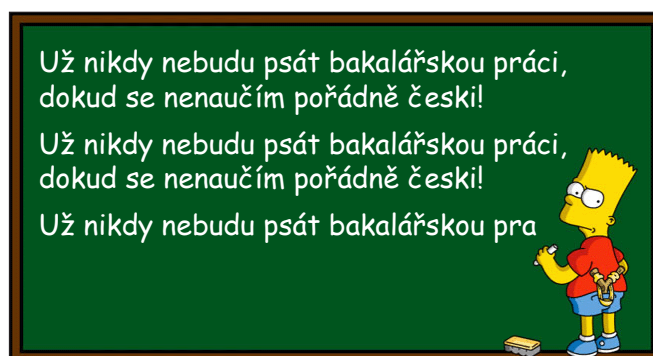 Už nikdy nebudu psát bakalářskou práci,
dokud se nenaučím pořádně česki!
Už nikdy nebudu psát bakalářskou práci,
dokud se nenaučím pořádně česki!
Už nikdy nebudu psát bakalářskou pra